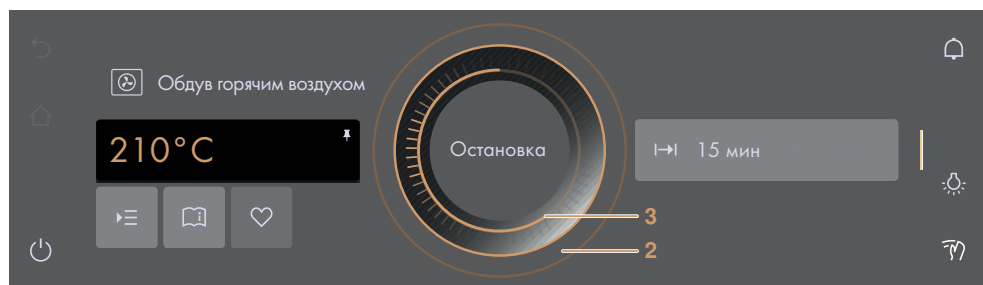 Обдув горячим воздухом
210°C
Остановка
15 мин
3
2